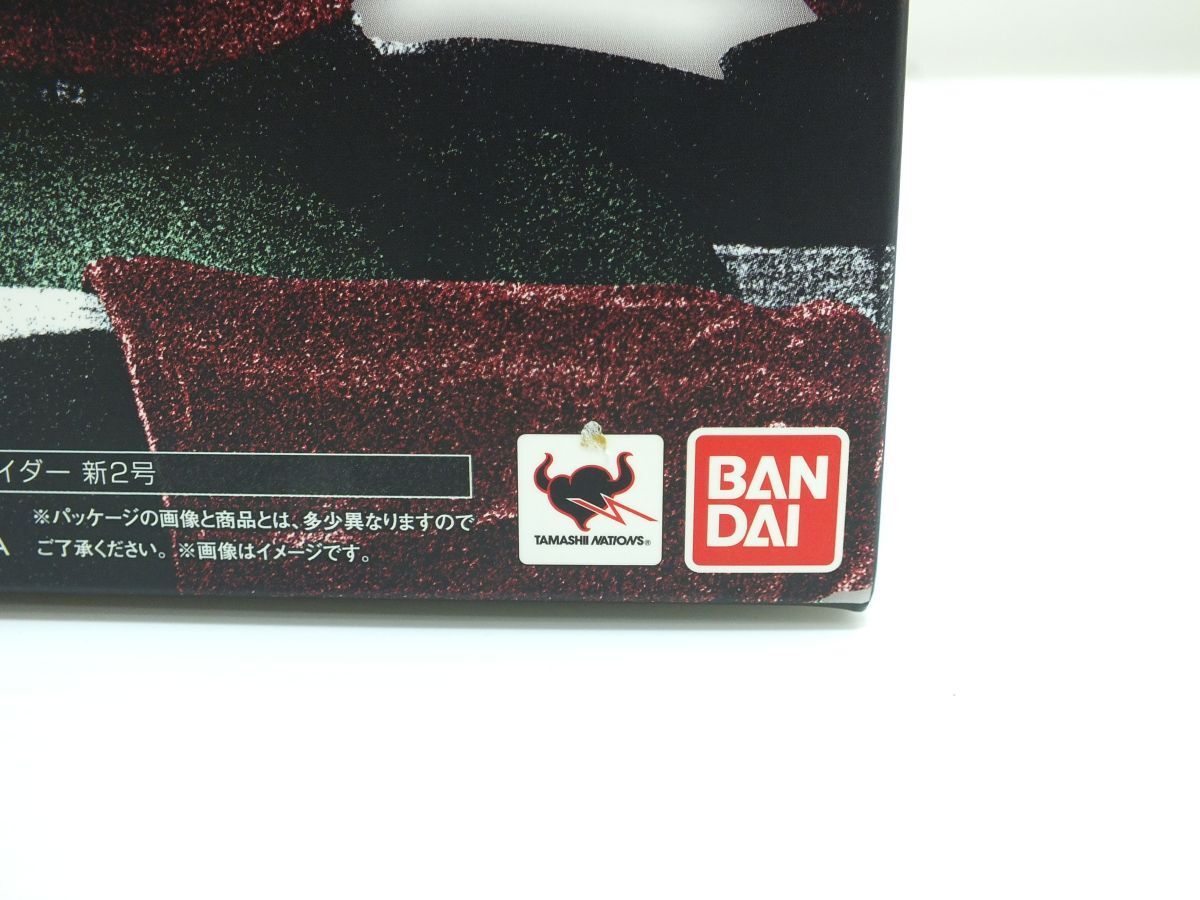 イダー 新2号
※パッケージの画像と商品とは、多少異なりますので
A ご了承ください。※画像はイメージです。
TAMASHII NATIONS®
BAN
DAI